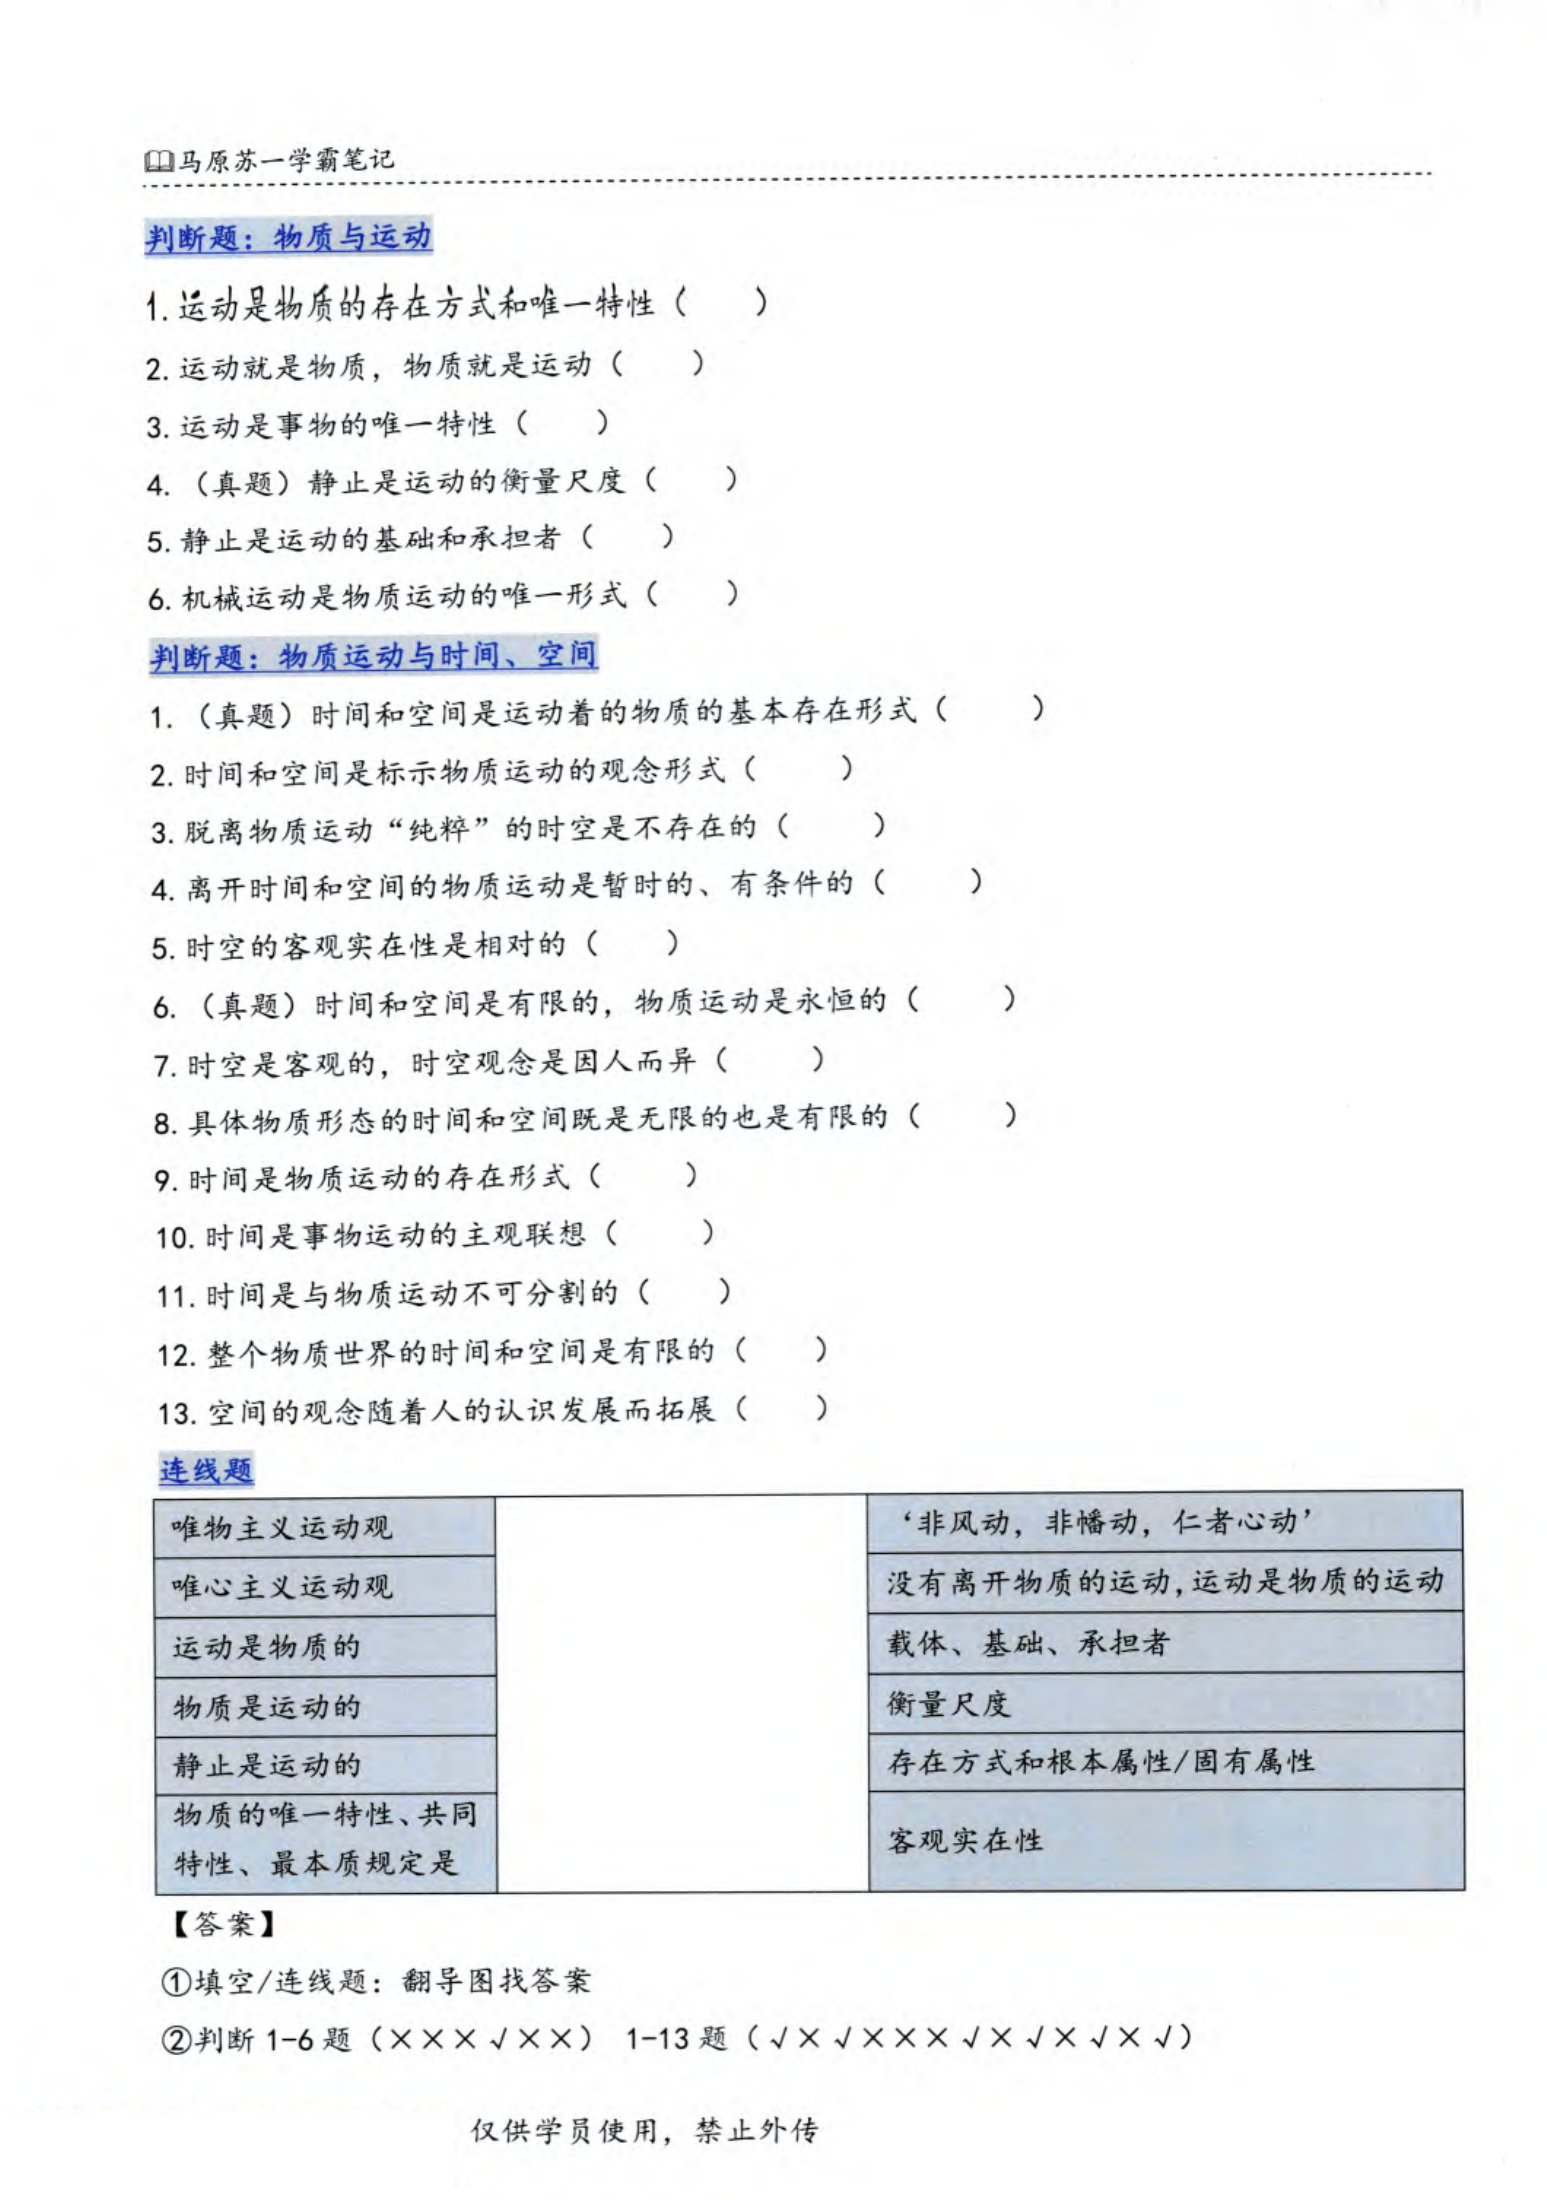 马原苏一学霸笔记
判断题：物质与运动
1.运动是物质的存在方式和唯一特性（　　）
2.运动就是物质，物质就是运动（　　）
3.运动是事物的唯一特性（　　）
4.（真题）静止是运动的衡量尺度（　　）
5.静止是运动的基础和承担者（　　）
6.机械运动是物质运动的唯一形式（　　）
判断题：物质运动与时间、空间
1.（真题）时间和空间是运动着的物质的基本存在形式（　　）
2.时间和空间是标示物质运动的观念形式（　　）
3.脱离物质运动“纯粹”的时空是不存在的（　　）
4.离开时间和空间的物质运动是暂时的、有条件的（　　）
5.时空的客观实在性是相对的（　　）
6.（真题）时间和空间是有限的，物质运动是永恒的（　　）
7.时空是客观的，时空观念是因人而异（　　）
8.具体物质形态的时间和空间既是无限的也是有限的（　　）
9.时间是物质运动的存在形式（　　）
10.时间是事物运动的主观联想（　　）
11.时间是与物质运动不可分割的（　　）
12.整个物质世界的时间和空间是有限的（　　）
13.空间的观念随着人的认识发展而拓展（　　）
连线题
唯物主义运动观
‘非风动，非幡动，仁者心动’
唯心主义运动观
没有离开物质的运动,运动是物质的运动
运动是物质的
载体、基础、承担者
物质是运动的
衡量尺度
静止是运动的
存在方式和根本属性/固有属性
物质的唯一特性、共同
特性、最本质规定是
客观实在性
【答案】
①填空/连线题：翻导图找答案
②判断 1-6 题（×××√××） 1-13 题（√×√×××√×√×√×√）
仅供学员使用，禁止外传